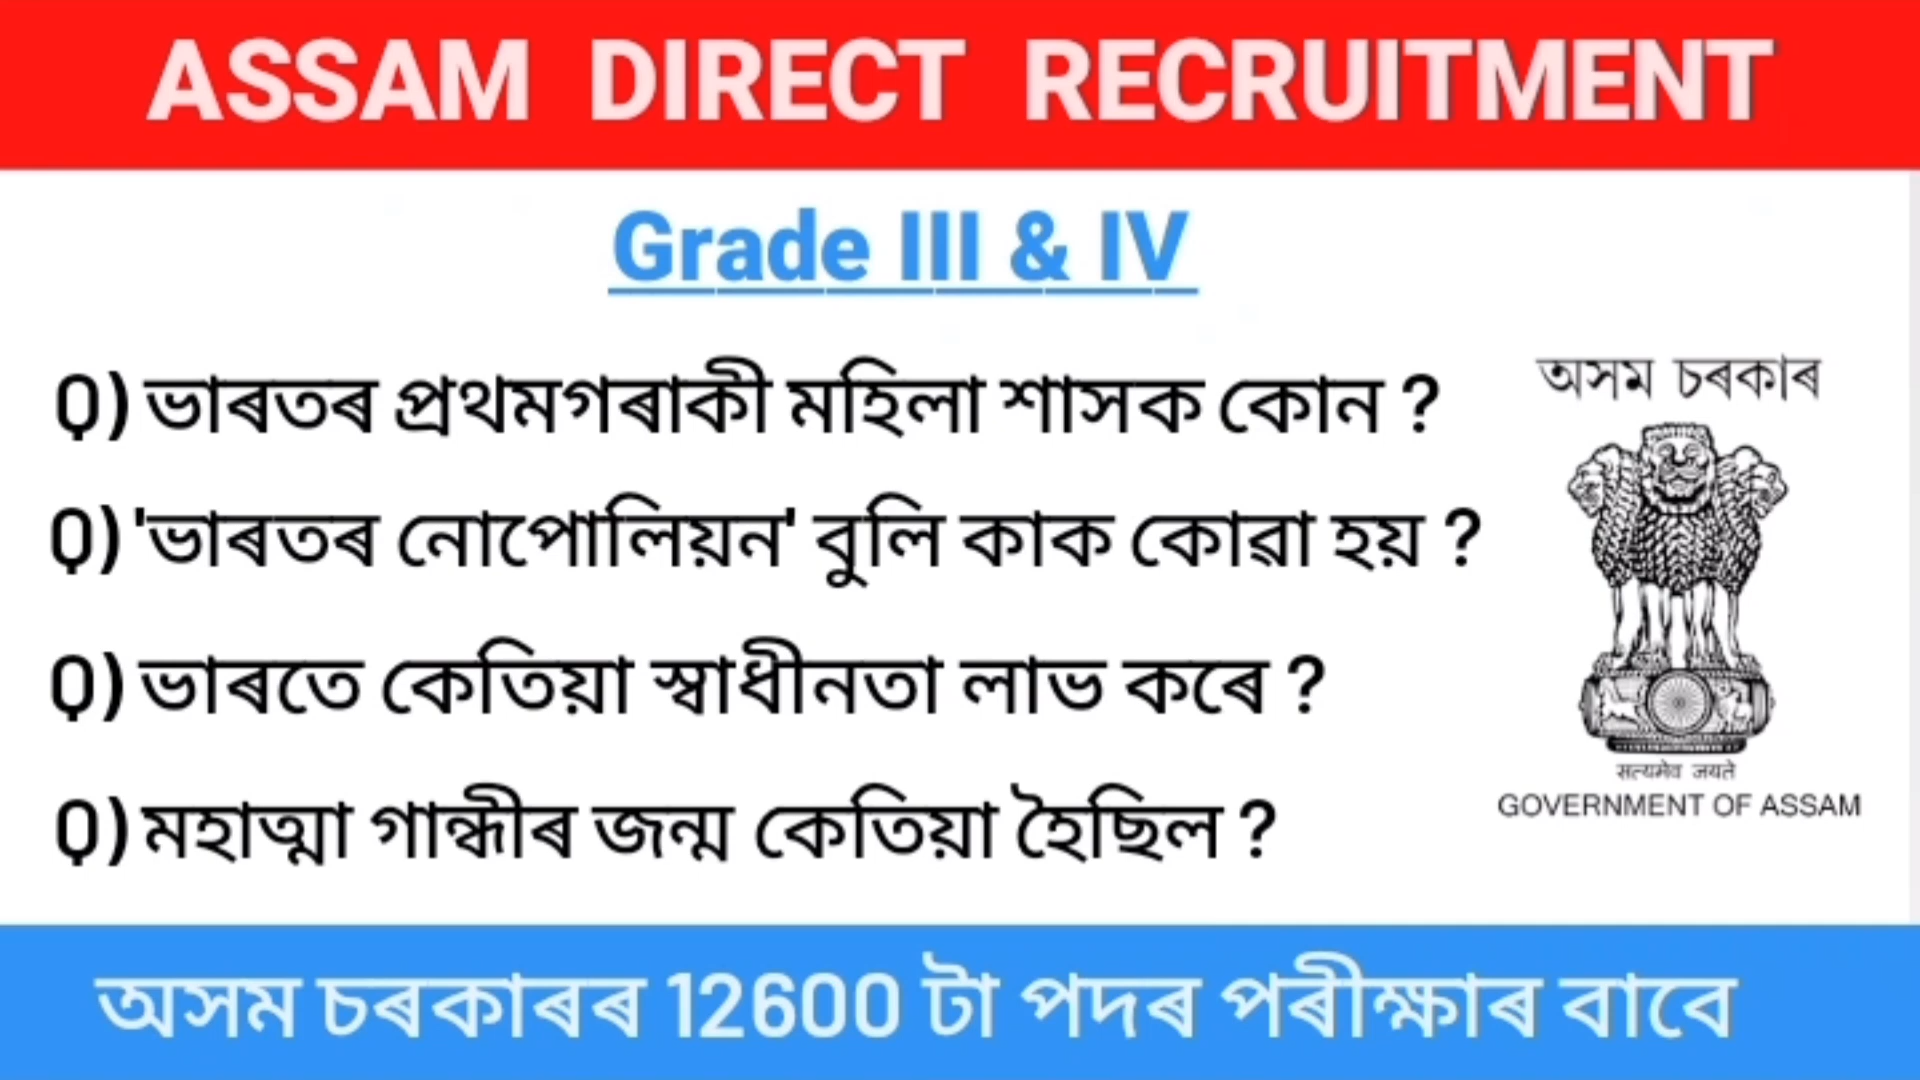 ASSAM DIRECT RECRUITMENT
Grade III & IV
Q) ভাৰতৰ প্ৰথমগৰাকী মহিলা শাসক কোন ?
Q) 'ভাৰতৰ নোপোলিয়ন' বুলি কাক কোৱা হয় ?
Q) ভাৰতে কেতিয়া স্বাধীনতা লাভ কৰে ?
Q) মহাত্মা গান্ধীৰ জন্ম কেতিয়া হৈছিল ?
অসম চৰকাৰ
सत्यमेव जयते
GOVERNMENT OF ASSAM
অসম চৰকাৰৰ 12600 টা পদৰ পৰীক্ষাৰ বাবে